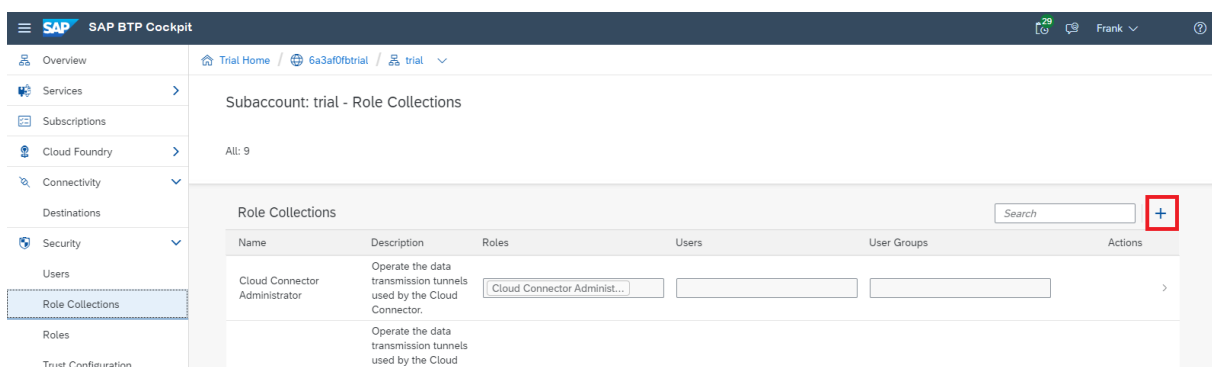 SAP SAP BTP Cockpit 29 Frank
Overview
Services
Subscriptions
Cloud Foundry
Connectivity
Destinations
Security
Users
Role Collections
Roles
Trust Configuration
Trial Home / 6a3af0fbtrial / trial
Subaccount: trial - Role Collections
All: 9
Role Collections Search
Name Description Roles Users User Groups Actions
Cloud Connector
Administrator
Operate the data
transmission tunnels
used by the Cloud
Connector.
Cloud Connector Administ...
Operate the data
transmission tunnels
used by the Cloud